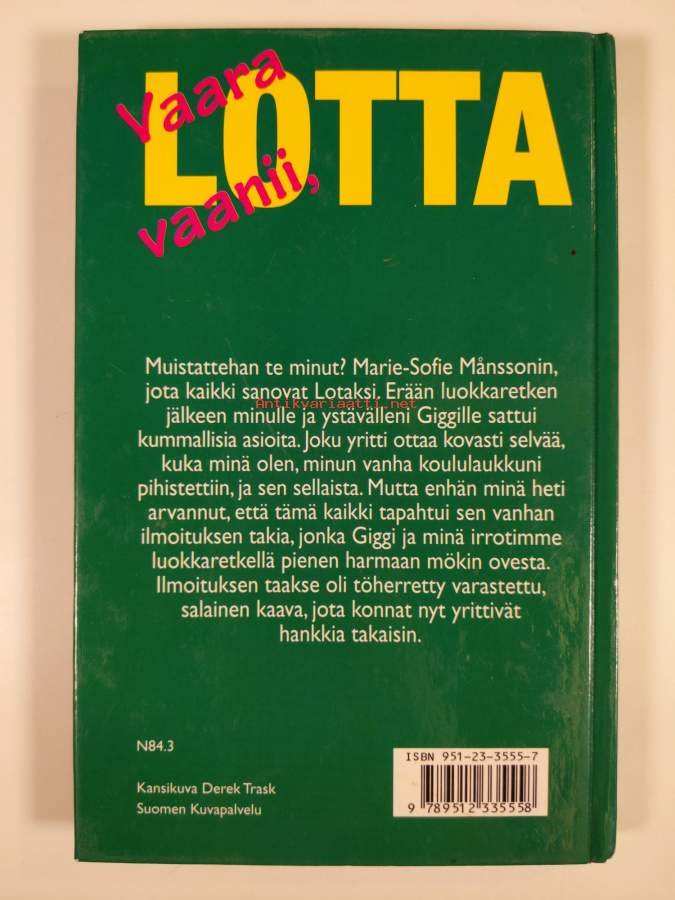 Vaara
LOTTA
vaanii,
Muistattehan te minut? Marie-Sofie Månssonin,
jota kaikki sanovat Lotaksi. Erään luokkaretken
Antikvariaatti.net
jälkeen minulle ja ystävälleni Giggille sattui
kummallisia asioita. Joku yritti ottaa kovasti selvää,
kuka minä olen, minun vanha koululaukkuni
pihistettiin, ja sen sellaista. Mutta enhän minä heti
arvannut, että tämä kaikki tapahtui sen vanhan
ilmoituksen takia, jonka Giggi ja minä irrotimme
luokkaretkellä pienen harmaan mökin ovesta.
Ilmoituksen taakse oli töherretty varastettu,
salainen kaava, jota konnat nyt yrittivät
hankkia takaisin.
N84.3
Kansikuva Derek Trask
Suomen Kuvapalvelu
ISBN 951-23-3555-7
9 789512 335558